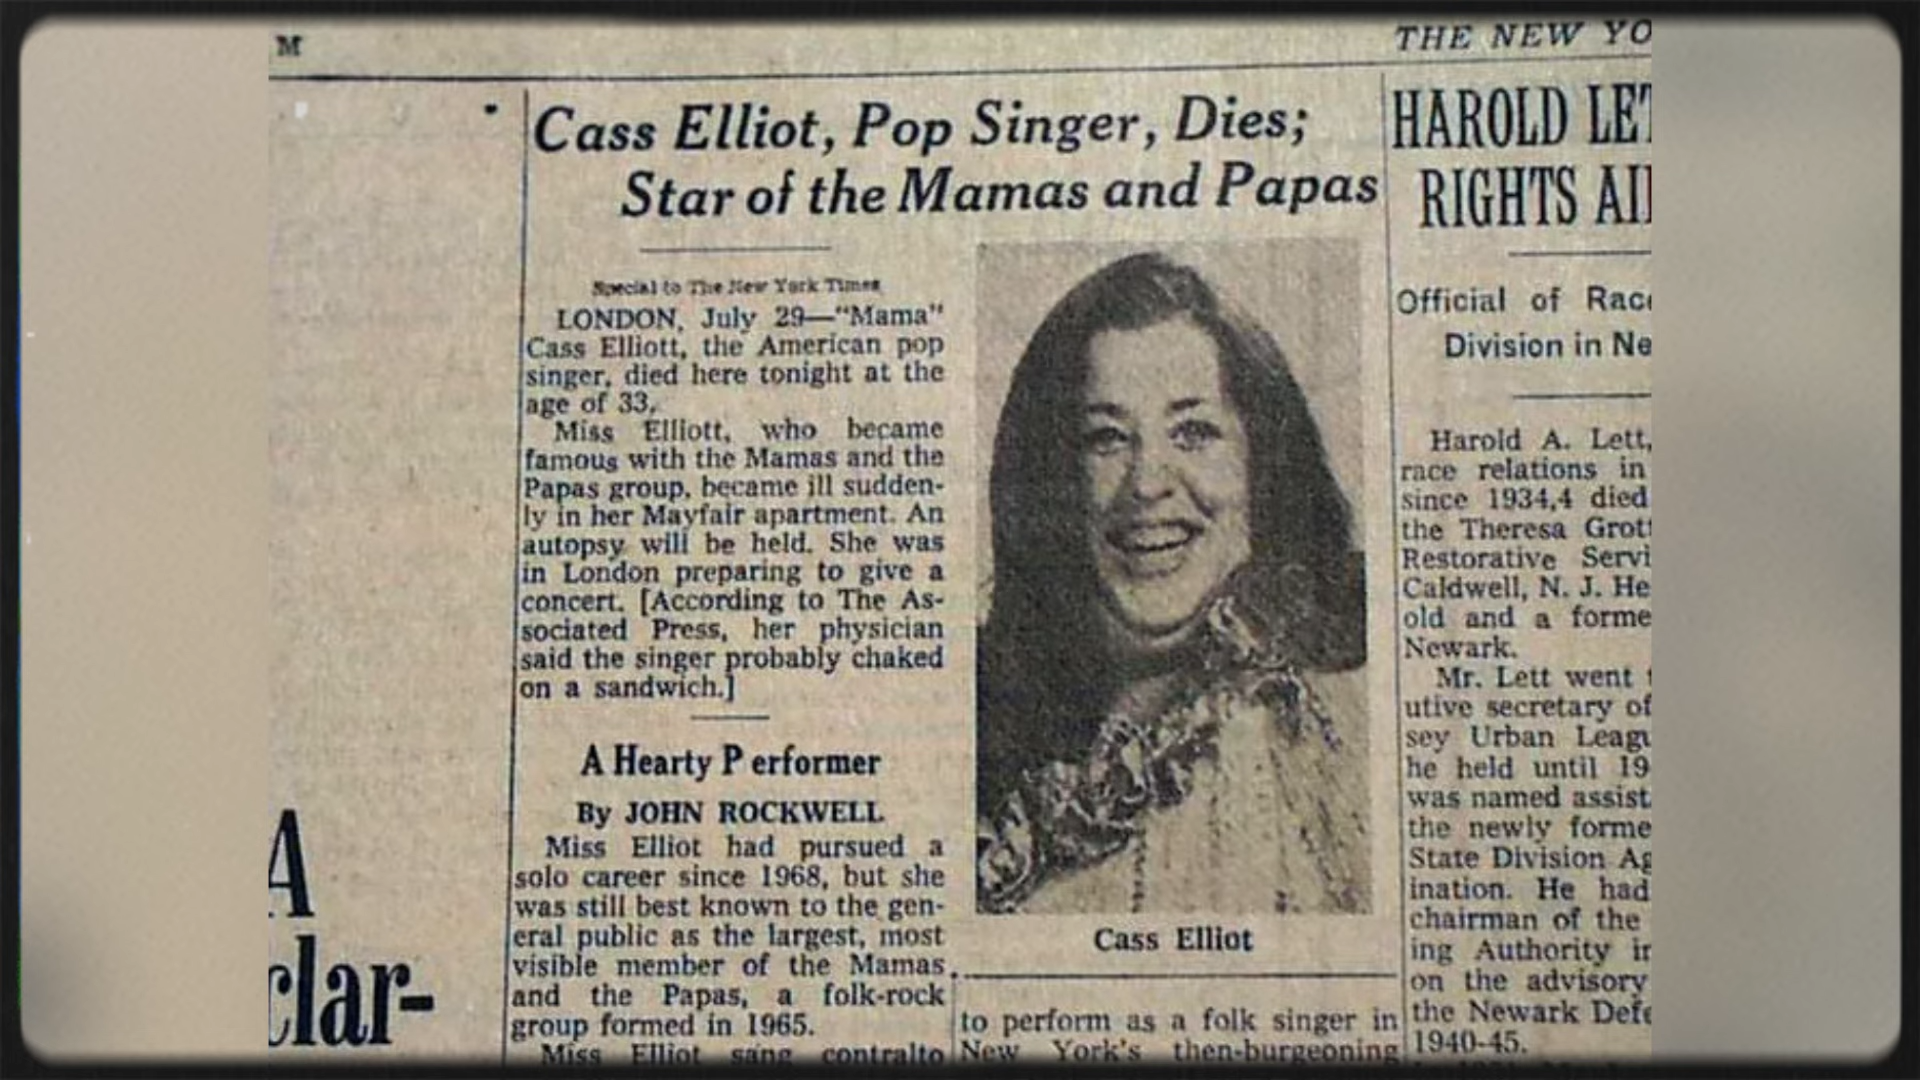 M
THE NEW YO
Cass Elliot, Pop Singer, Dies;
Star of the Mamas and Papas
Special to The New York Times
LONDON, July 29—"Mama"
Cass Elliott, the American pop
singer, died here tonight at the
age of 33.
Miss Elliott, who became
famous with the Mamas and the
Papas group, became ill sudden-
ly in her Mayfair apartment. An
autopsy will be held. She was
in London preparing to give a
concert. [According to The As-
sociated Press, her physician
said the singer probably chaked
on a sandwich.]
A Hearty Performer
By JOHN ROCKWELL
Miss Elliot had pursued a
solo career since 1968, but she
was still best known to the gen-
eral public as the largest, most
visible member of the Mamas
and the Papas, a folk-rock
group formed in 1965.
Miss Elliot sang contralto
Cass Elliot
to perform as a folk singer in
New York's then-burgeoning
HAROLD LET
RIGHTS AI
Official of Rac
Division in Ne
Harold A. Lett,
race relations in
since 1934,4 died
the Theresa Grot
Restorative Servi
Caldwell, N. J. He
old and a forme
Newark.
Mr. Lett went
utive secretary of
sey Urban Leagu
he held until 19
was named assist
the newly forme
State Division Ag
ination. He had
chairman of the
ing Authority in
on the advisory
the Newark Defe
1940-45.
A
clar-